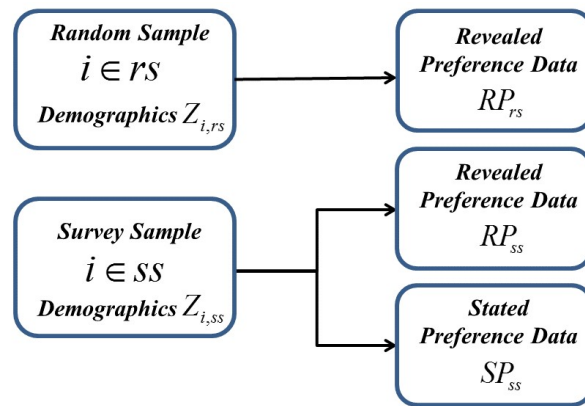 Random Sample
i ∈ rs
Demographics Z_{i,rs}
Revealed
Preference Data
RP_{rs}
Survey Sample
i ∈ ss
Demographics Z_{i,ss}
Revealed
Preference Data
RP_{ss}
Stated
Preference Data
SP_{ss}